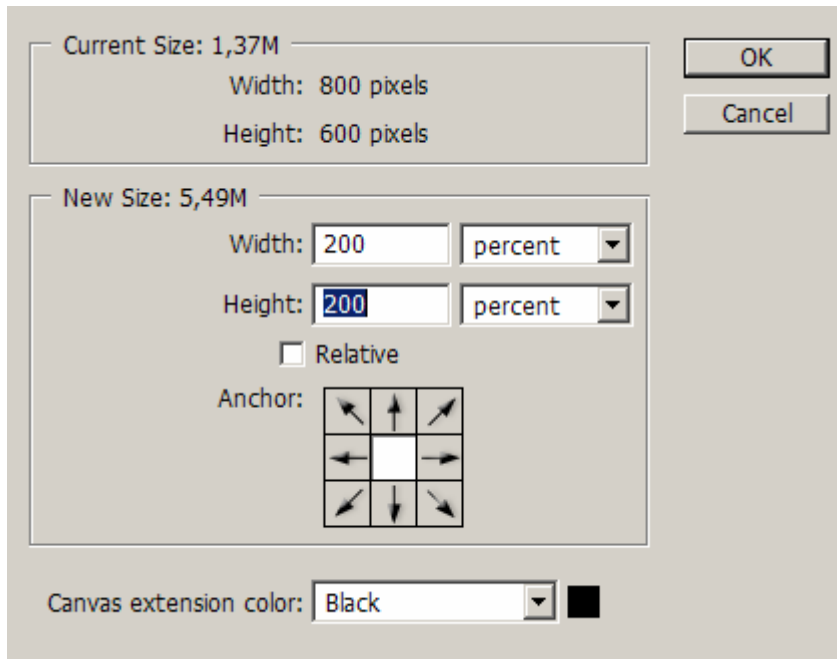 Current Size: 1,37M
Width: 800 pixels
Height: 600 pixels
OK
Cancel
New Size: 5,49M
Width: 200 percent
Height: 200 percent
Relative
Anchor:
Canvas extension color: Black